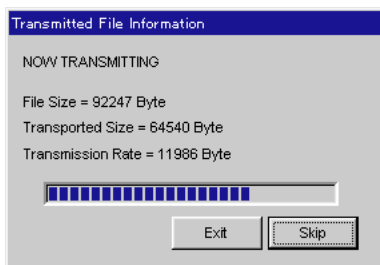 Transmitted File Information
NOW TRANSMITTING
File Size = 92247 Byte
Transported Size = 64540 Byte
Transmission Rate = 11986 Byte
Exit Skip